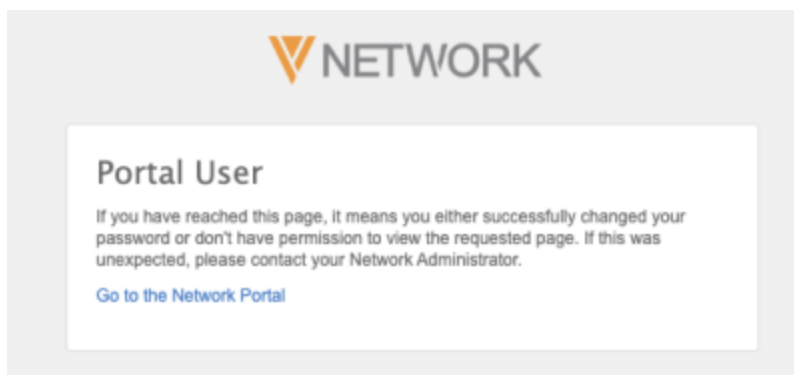 NETWORK
Portal User
If you have reached this page, it means you either successfully changed your
password or don't have permission to view the requested page. If this was
unexpected, please contact your Network Administrator.
Go to the Network Portal